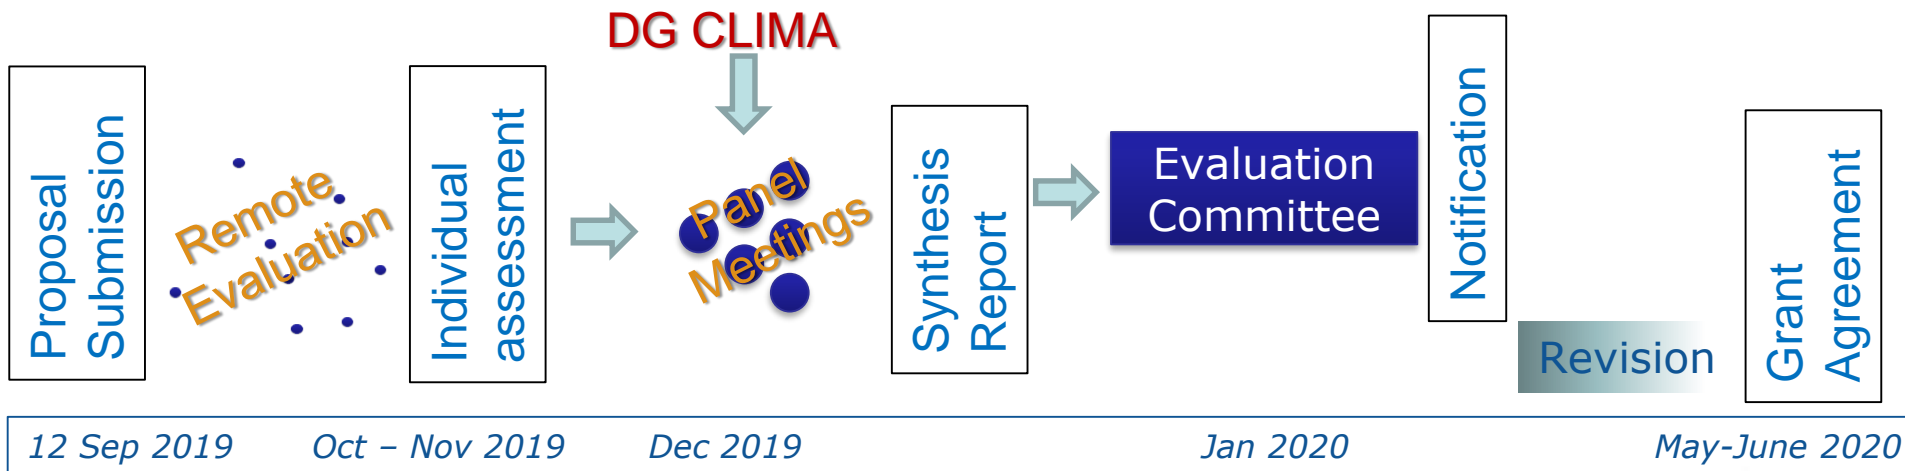 DG CLIMA
Proposal
Submission
Remote
Evaluation
Individual
assessment
Panel
Meetings
Synthesis
Report
Evaluation
Committee
Notification
Revision
Grant
Agreement
12 Sep 2019
Oct – Nov 2019
Dec 2019
Jan 2020
May-June 2020